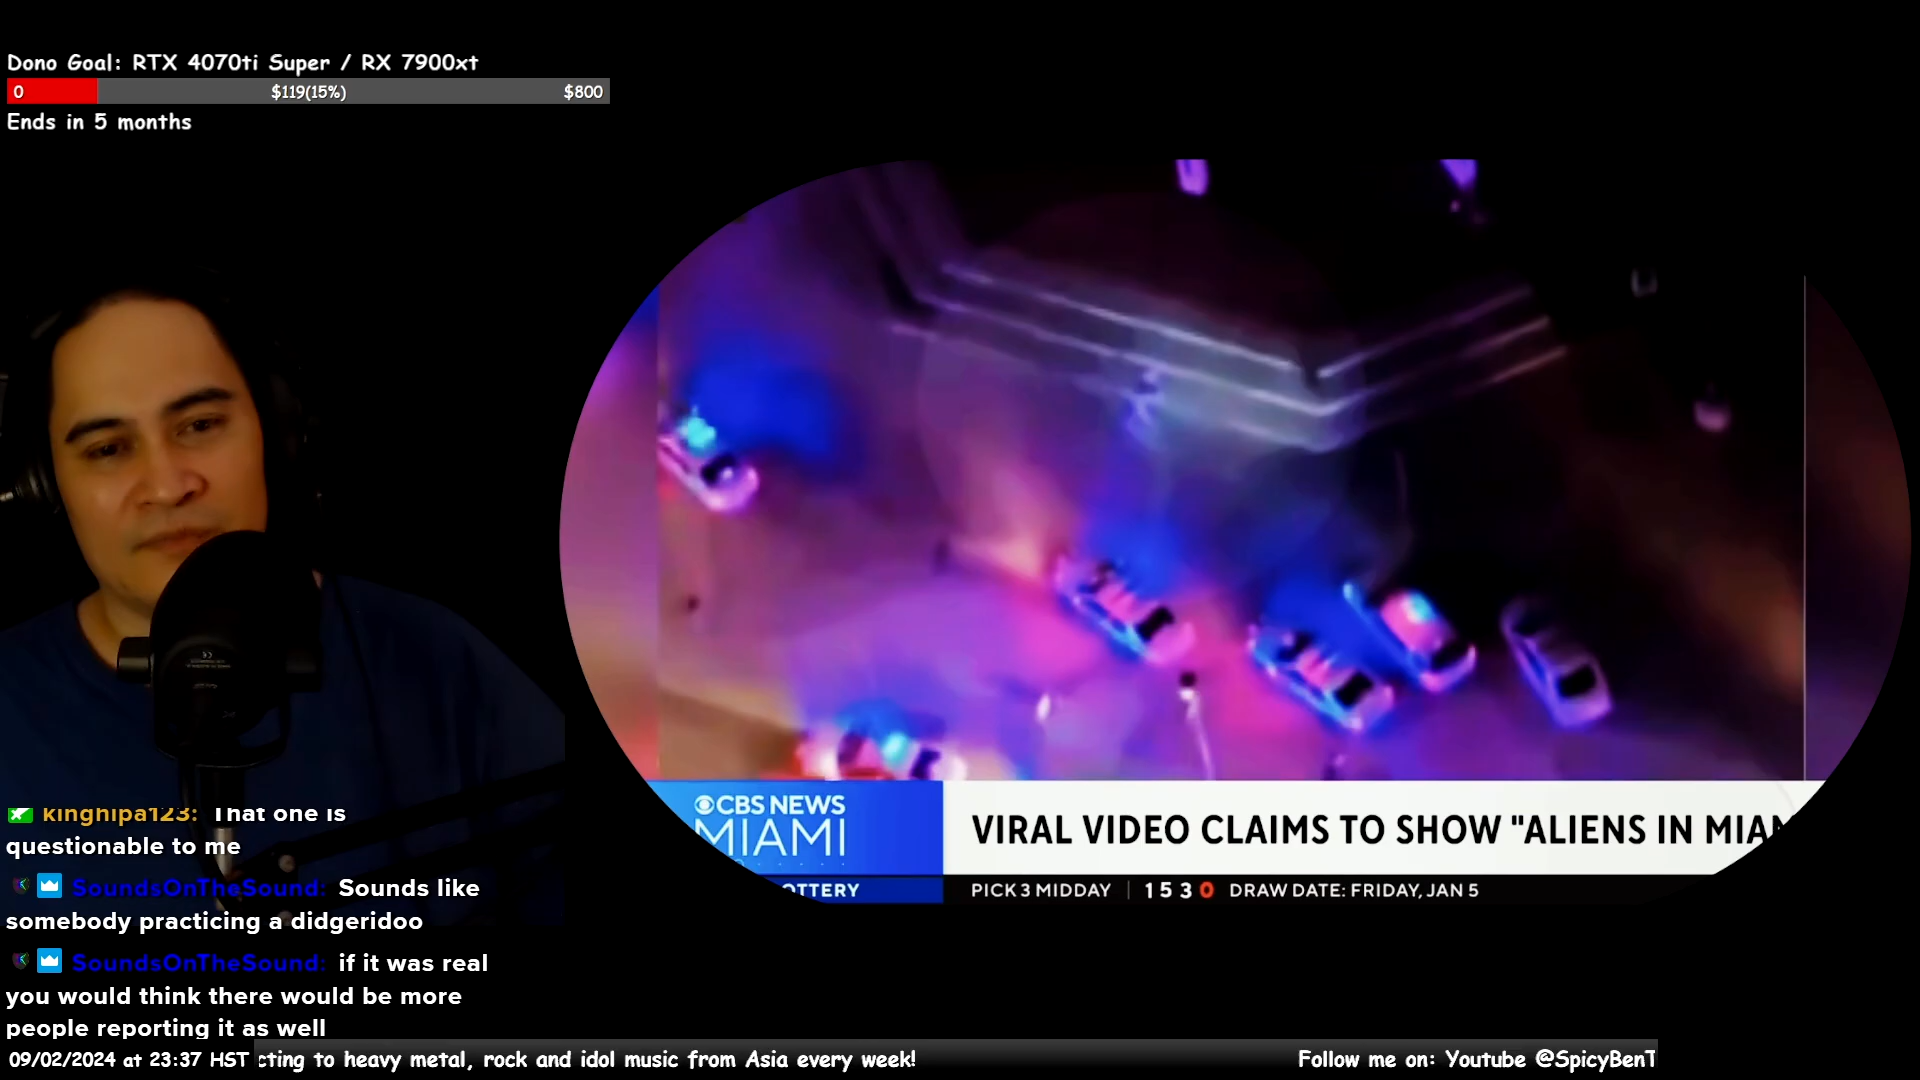 Dono Goal: RTX 4070ti Super / RX 7900xt
0 $119(15%) $800
Ends in 5 months
CBS NEWS
MIAMI
VIRAL VIDEO CLAIMS TO SHOW "ALIENS IN MIAM
OTTERY PICK 3 MIDDAY | 1 5 3 0 DRAW DATE: FRIDAY, JAN 5
kinghipa123: That one is
questionable to me
SoundsOnTheSound: Sounds like
somebody practicing a didgeridoo
SoundsOnTheSound: if it was real
you would think there would be more
people reporting it as well
09/02/2024 at 23:37 HST cting to heavy metal, rock and idol music from Asia every week! Follow me on: Youtube @SpicyBenT